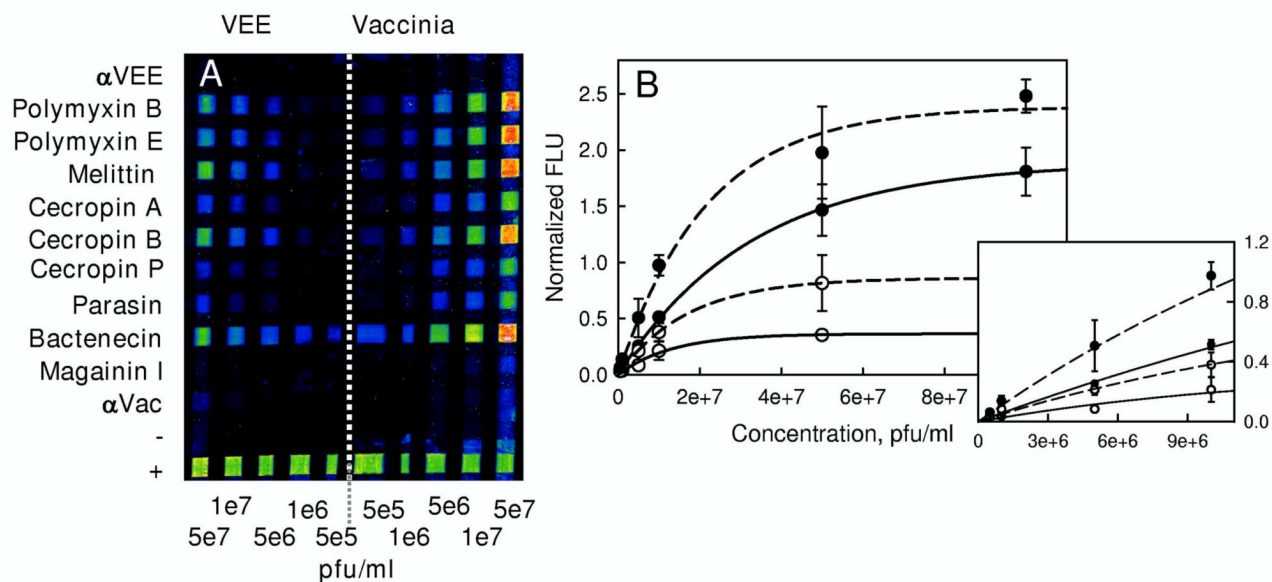 VEE Vaccinia
A
αVEE
Polymyxin B
Polymyxin E
Melittin
Cecropin A
Cecropin B
Cecropin P
Parasin
Bactenecin
Magainin I
αVac
-
+
1e7 1e6 5e5 5e6 5e7
5e7 5e6 5e5 1e6 1e7
pfu/ml
B
Normalized FLU
2.5
2.0
1.5
1.0
0.5
0.0
0 2e+7 4e+7 6e+7 8e+7
Concentration, pfu/ml
1.2
0.8
0.4
0.0
0 3e+6 6e+6 9e+6